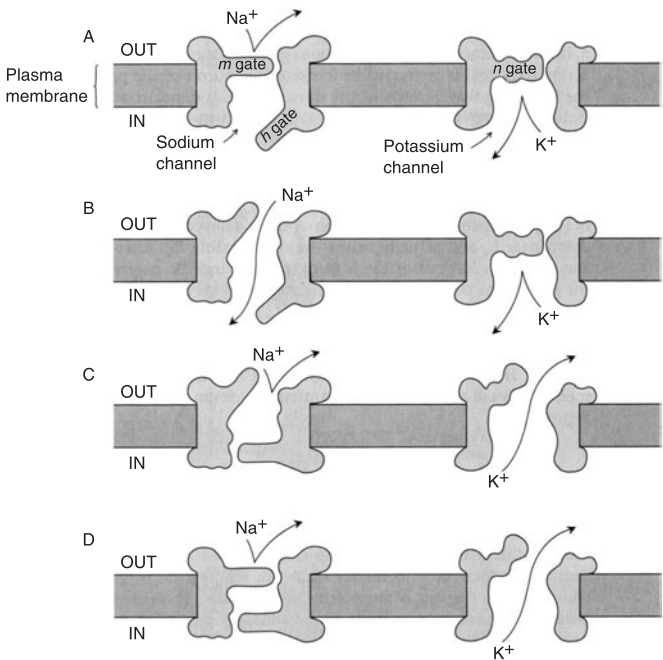 A
OUT
Na+
m gate
n gate
Plasma
membrane
h gate
IN
Sodium
channel
Potassium
channel
K+
B
OUT
Na+
IN
K+
C
OUT
Na+
IN
K+
D
OUT
Na+
IN
K+